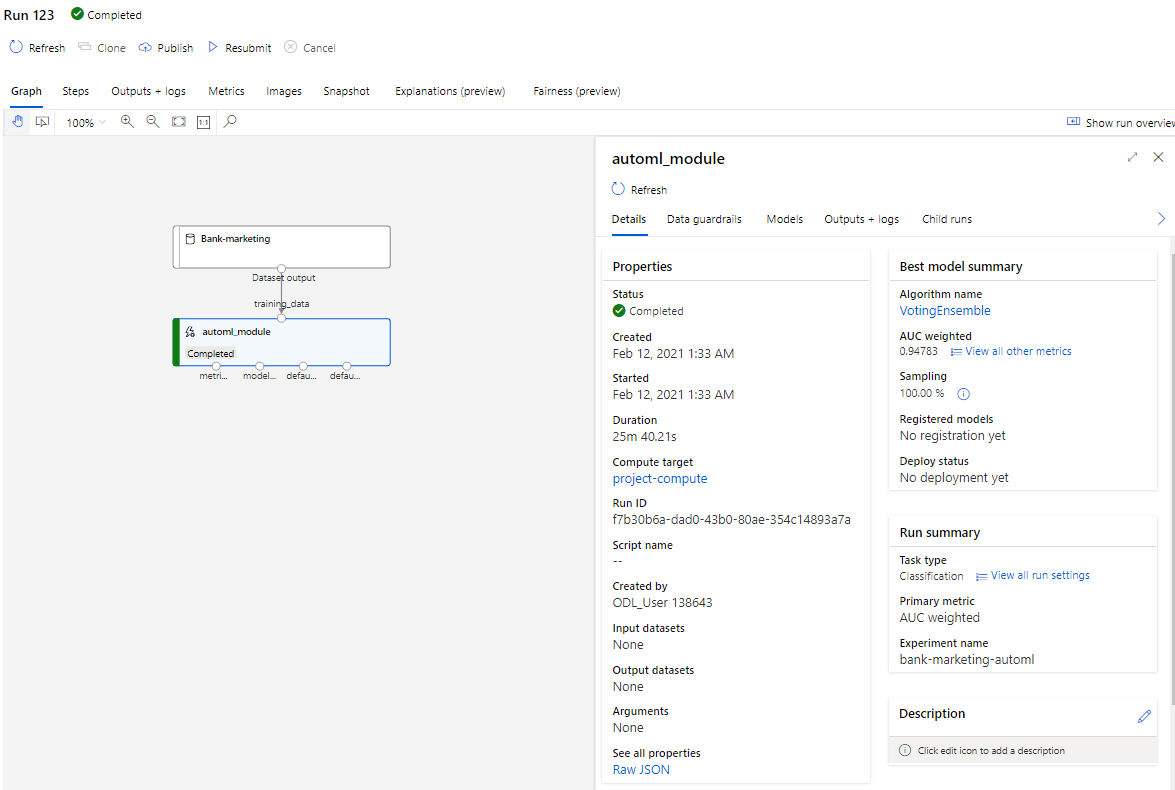 Run 123 Completed
Refresh Clone Publish Resubmit Cancel
Graph Steps Outputs + logs Metrics Images Snapshot Explanations (preview) Fairness (preview)
100% 1:1 Show run overview
Bank-marketing
Dataset output
training_data
automl_module
Completed
metri... model... defau... defau...
automl_module
Refresh
Details Data guardrails Models Outputs + logs Child runs
Properties
Status
Completed
Created
Feb 12, 2021 1:33 AM
Started
Feb 12, 2021 1:33 AM
Duration
25m 40.21s
Compute target
project-compute
Run ID
f7b30b6a-dad0-43b0-80ae-354c14893a7a
Script name
--
Created by
ODL_User 138643
Input datasets
None
Output datasets
None
Arguments
None
See all properties
Raw JSON
Best model summary
Algorithm name
VotingEnsemble
AUC weighted
0.94783 View all other metrics
Sampling
100.00 %
Registered models
No registration yet
Deploy status
No deployment yet
Run summary
Task type
Classification View all run settings
Primary metric
AUC weighted
Experiment name
bank-marketing-automl
Description
Click edit icon to add a description